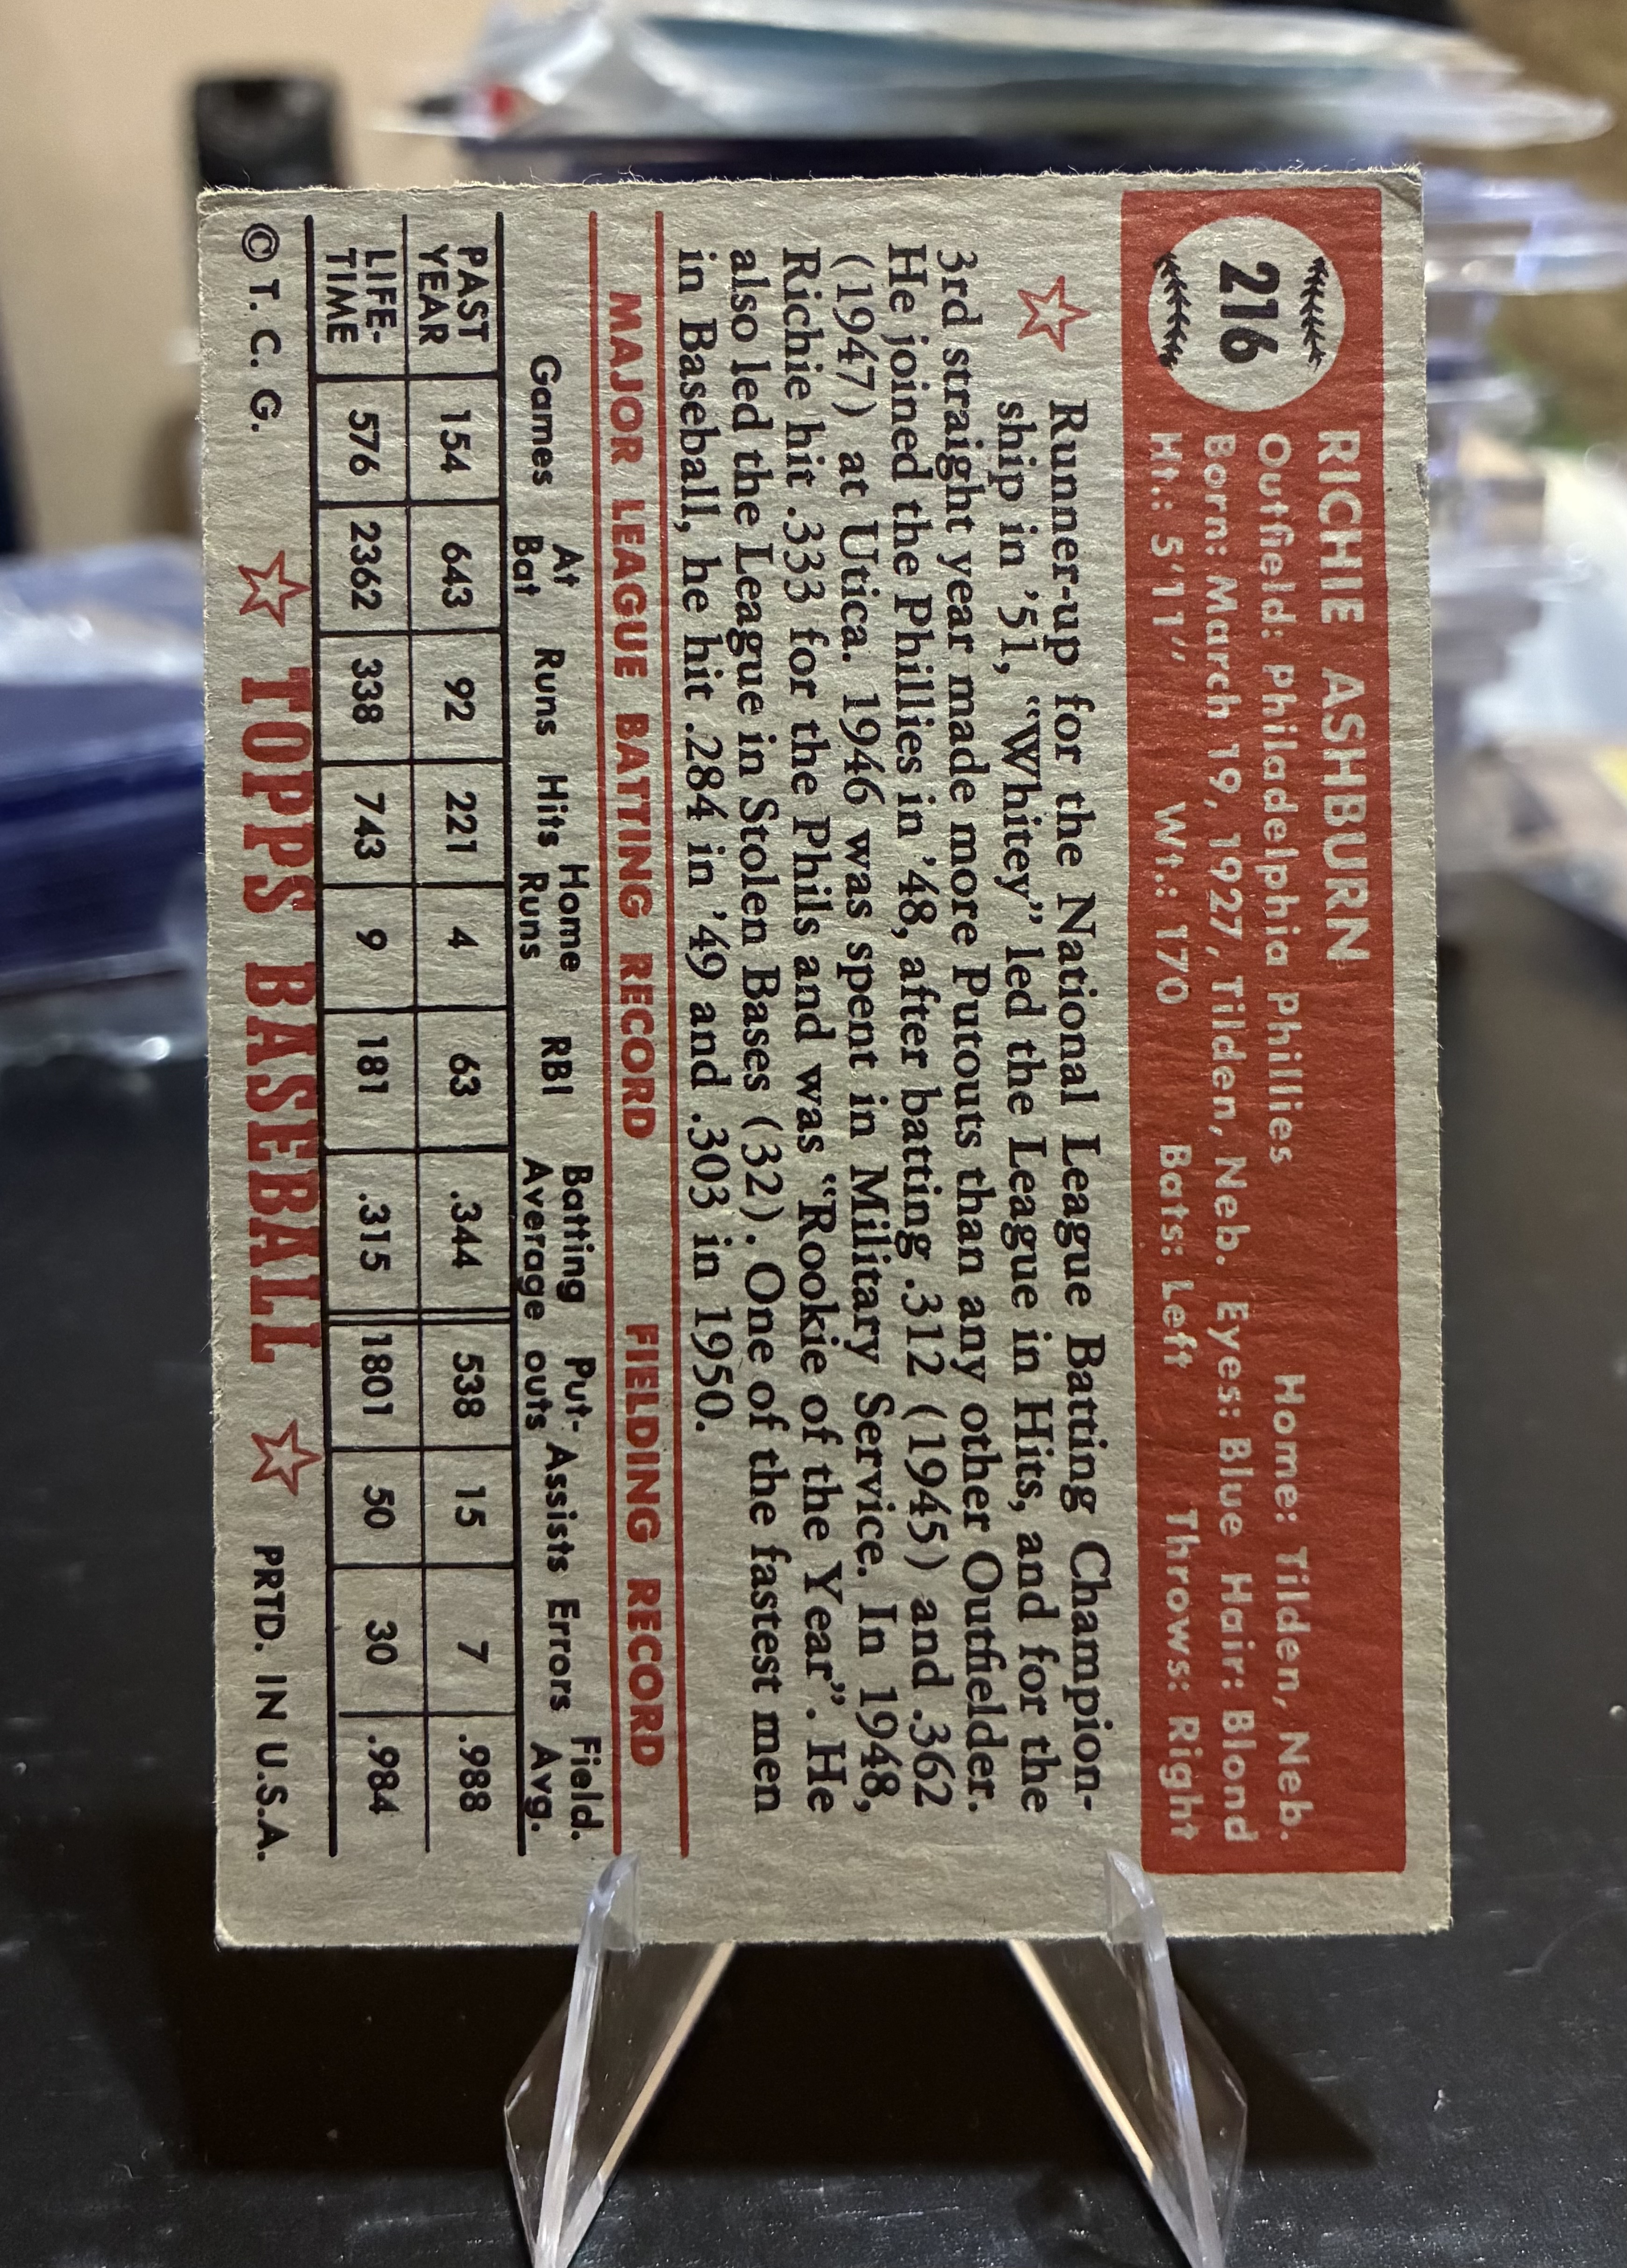 216
RICHIE ASHBURN
Outfield: Philadelphia Phillies Home: Tilden, Neb.
Born: March 19, 1927, Tilden, Neb. Eyes: Blue Hair: Blond
Ht.: 5'11" Wt.: 170 Bats: Left Throws: Right
Runner-up for the National League Batting Champion-
ship in '51, "Whitey" led the League in Hits, and for the
3rd straight year made more Putouts than any other Outfielder.
He joined the Phillies in '48, after batting .312 (1945) and .362
(1947) at Utica. 1946 was spent in Military Service. In 1948,
Richie hit .333 for the Phils and was "Rookie of the Year". He
also led the League in Stolen Bases (32). One of the fastest men
in Baseball, he hit .284 in '49 and .303 in 1950.
MAJOR LEAGUE BATTING RECORD FIELDING RECORD
Games At Bat Runs Hits Home Runs RBI Batting Average Put-outs Assists Errors Field. Avg.
PAST YEAR 154 643 92 221 4 63 .344 538 15 7 .988
LIFE-TIME 576 2362 338 743 9 181 .315 1801 50 30 .984
© T. C. G. TOPPS BASEBALL PRTD. IN U.S.A.